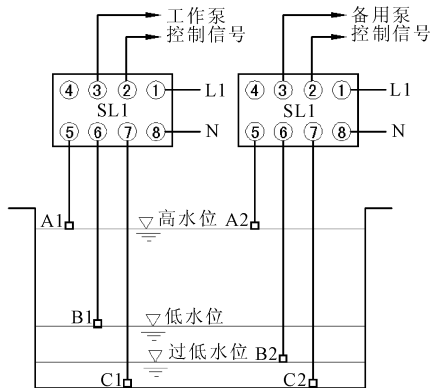 工作泵 备用泵
控制信号 控制信号
④ ③ ② ① L1 ④ ③ ② ① L1
SL1 SL1
⑤ ⑥ ⑦ ⑧ N ⑤ ⑥ ⑦ ⑧ N
A1 高水位 A2
B1 低水位
过低水位 B2
C1 C2